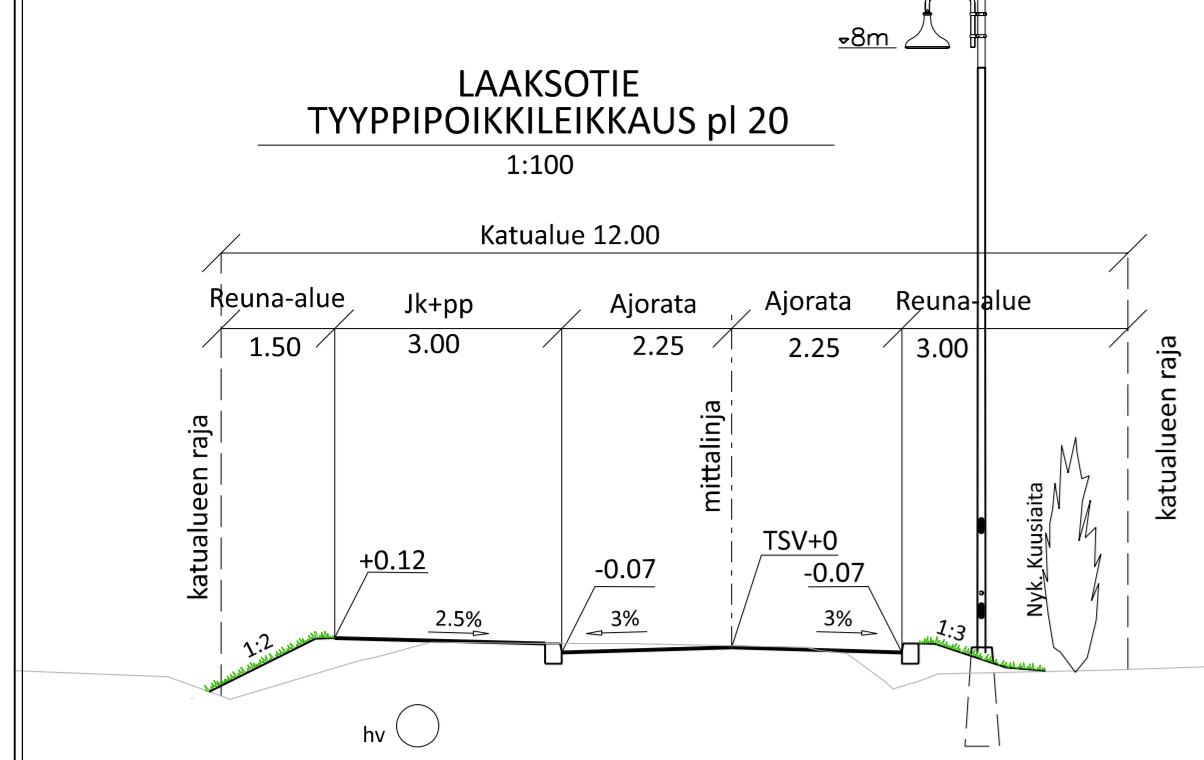 8m
LAAKSOTIE
TYYPPIPOIKKILEIKKAUS pl 20
1:100
Katualue 12.00
Reuna-alue
Jk+pp
Ajorata
Ajorata
Reuna-alue
1.50
3.00
2.25
2.25
3.00
katualueen raja
mittalinja
katualueen raja
Nyk. Kuusiaita
+0.12
-0.07
TSV+0
-0.07
2.5%
3%
3%
1:2
1:3
hv